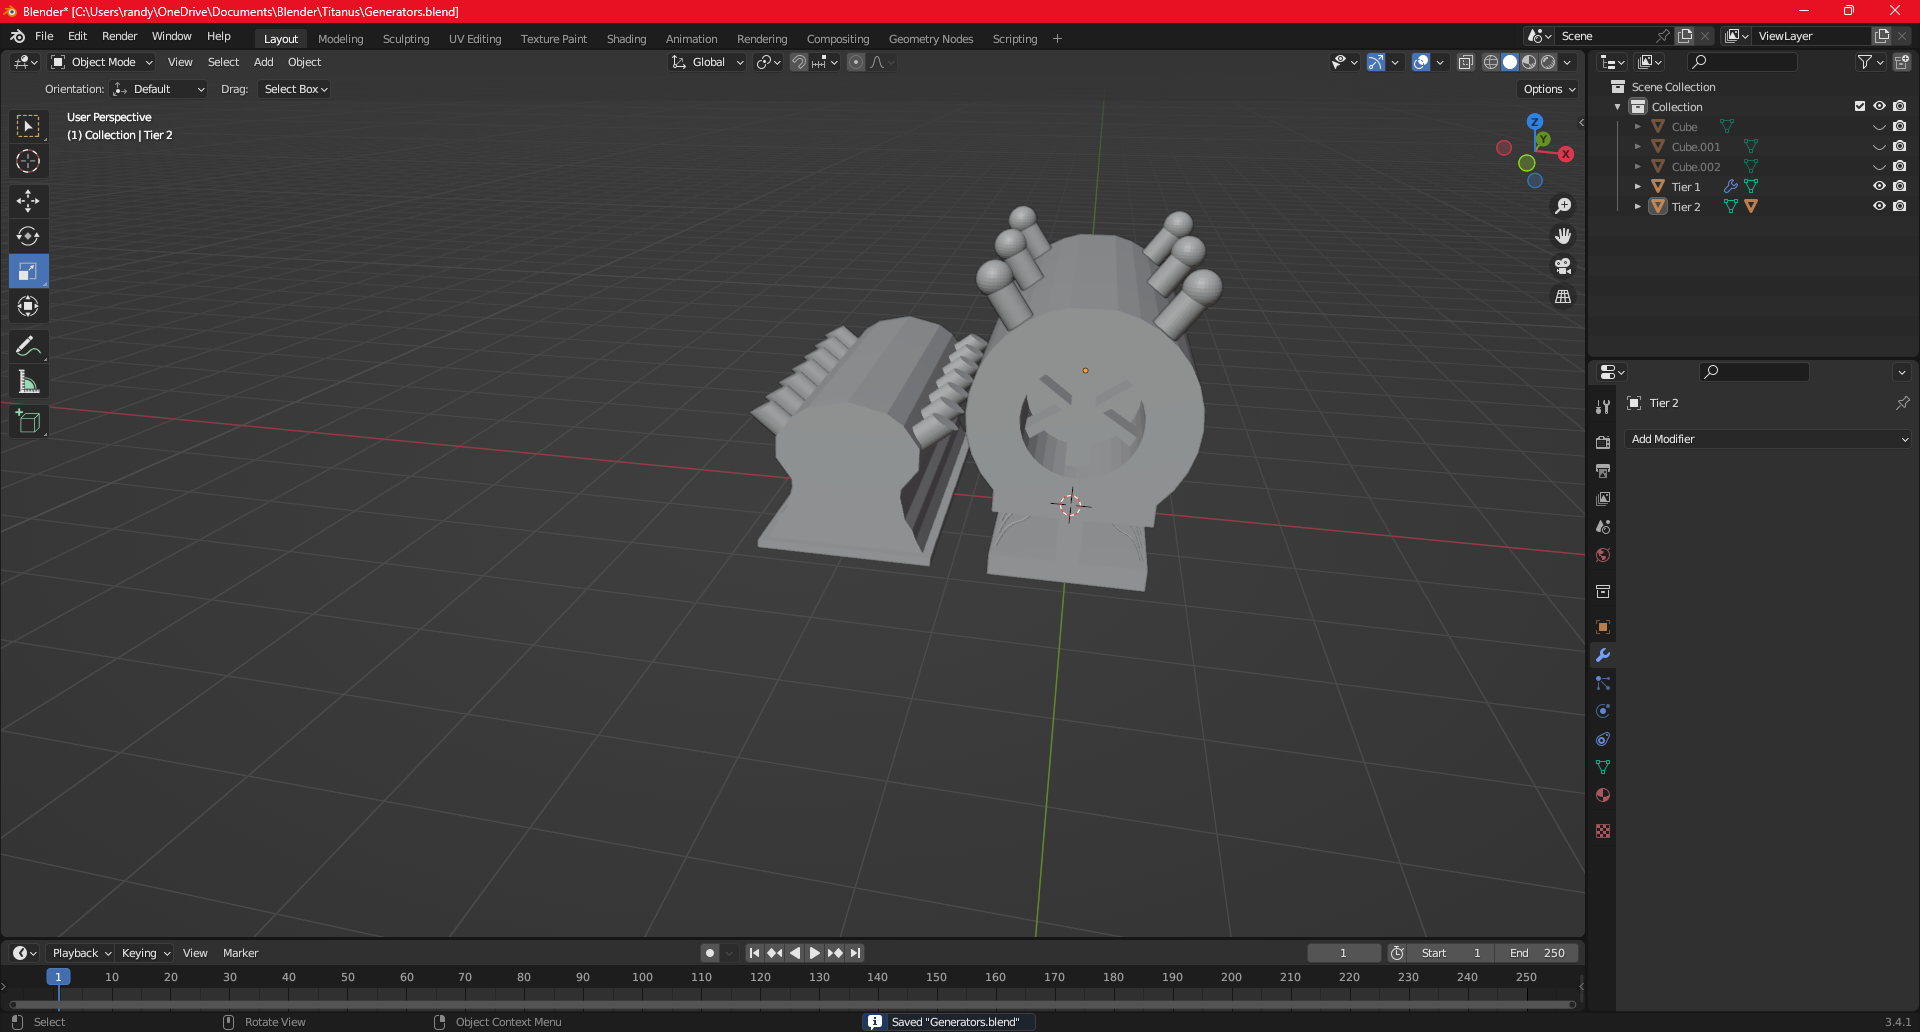 Blender* [C:\Users\randy\OneDrive\Documents\Blender\Titanus\Generators.blend]
File Edit Render Window Help Layout Modeling Sculpting UV Editing Texture Paint Shading Animation Rendering Compositing Geometry Nodes Scripting + Scene ViewLayer
Object Mode View Select Add Object Global
Orientation: Default Drag: Select Box Options
User Perspective
(1) Collection | Tier 2
Z
Y
X
Scene Collection
Collection
Cube
Cube.001
Cube.002
Tier 1
Tier 2
Tier 2
Add Modifier
Playback Keying View Marker 1 Start 1 End 250
1 10 20 30 40 50 60 70 80 90 100 110 120 130 140 150 160 170 180 190 200 210 220 230 240 250
Select Rotate View Object Context Menu Saved "Generators.blend" 3.4.1